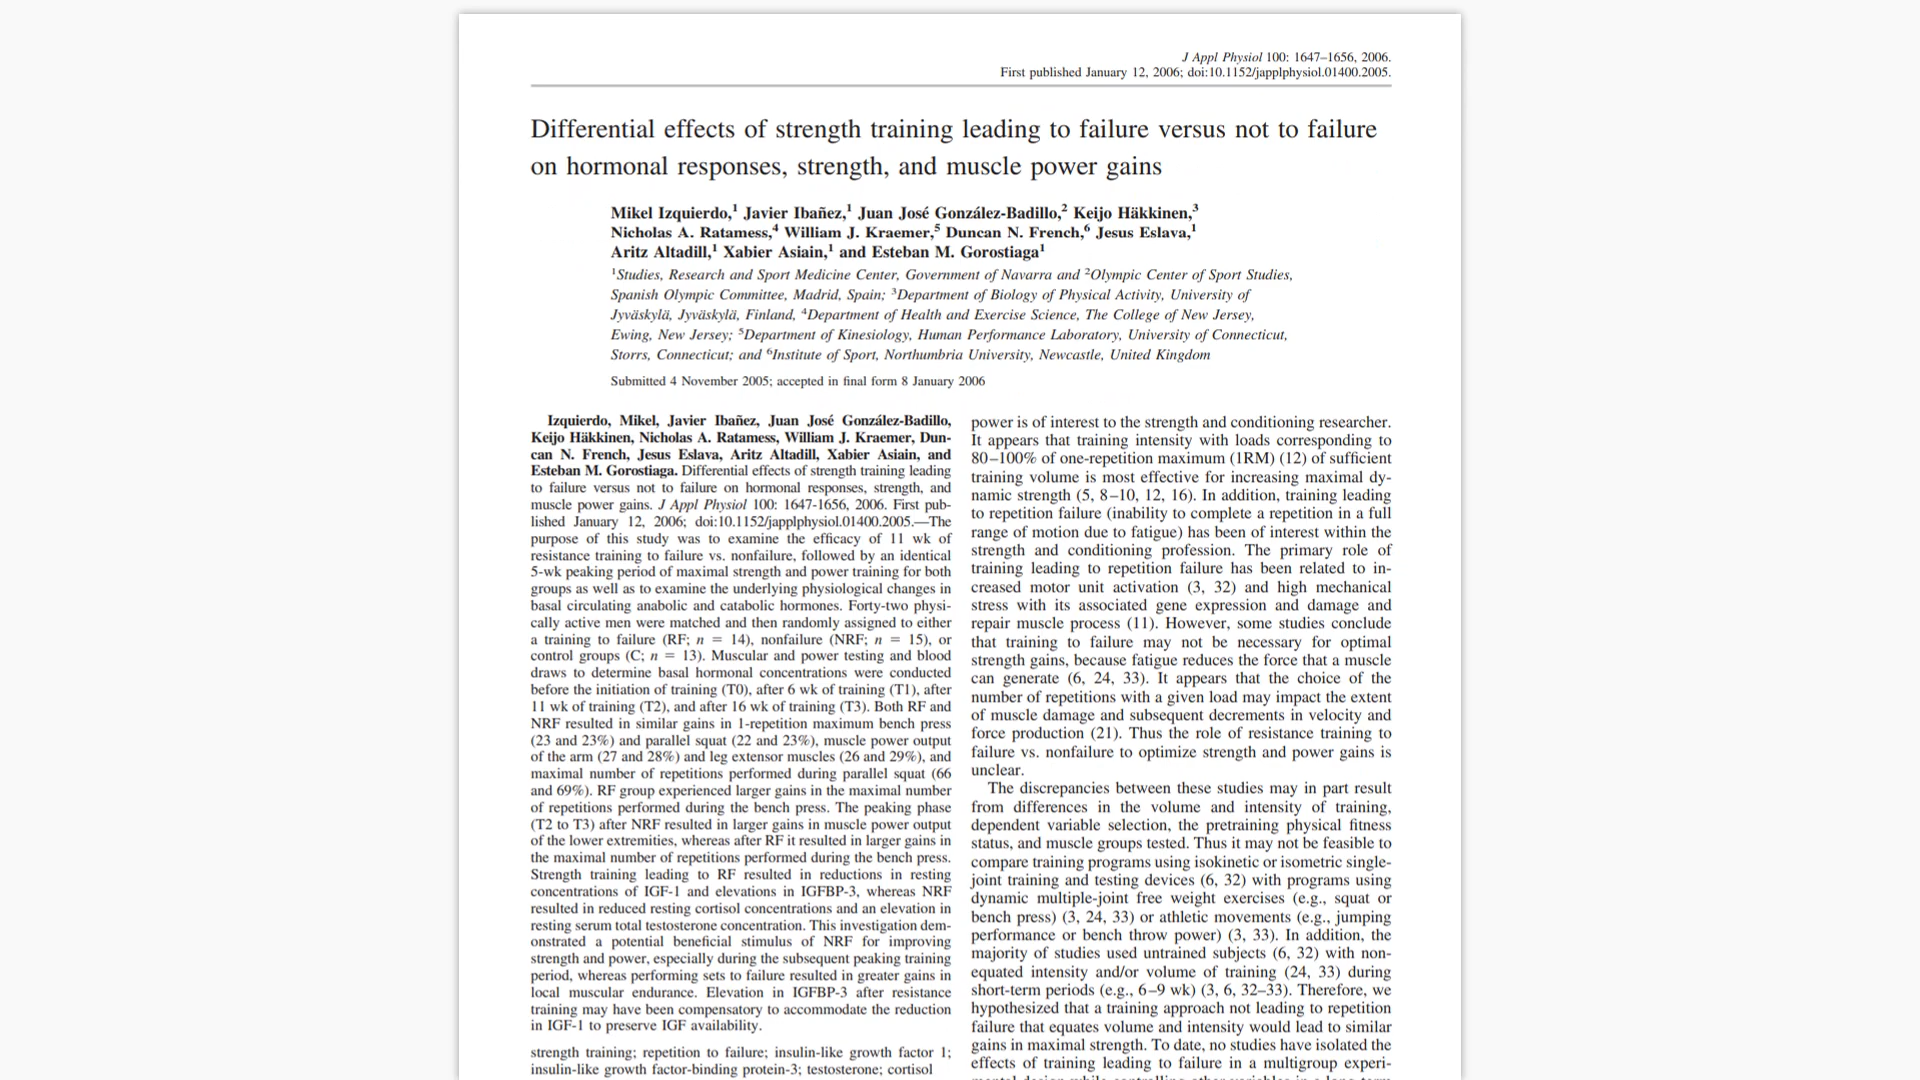 J Appl Physiol 100: 1647–1656, 2006.
First published January 12, 2006; doi:10.1152/japplphysiol.01400.2005.
Differential effects of strength training leading to failure versus not to failure
on hormonal responses, strength, and muscle power gains
Mikel Izquierdo,1 Javier Ibañez,1 Juan José González-Badillo,2 Keijo Häkkinen,3
Nicholas A. Ratamess,4 William J. Kraemer,5 Duncan N. French,6 Jesus Eslava,1
Aritz Altadill,1 Xabier Asiain,1 and Esteban M. Gorostiaga1
1Studies, Research and Sport Medicine Center, Government of Navarra and 2Olympic Center of Sport Studies,
Spanish Olympic Committee, Madrid, Spain; 3Department of Biology of Physical Activity, University of
Jyväskylä, Jyväskylä, Finland, 4Department of Health and Exercise Science, The College of New Jersey,
Ewing, New Jersey; 5Department of Kinesiology, Human Performance Laboratory, University of Connecticut,
Storrs, Connecticut; and 6Institute of Sport, Northumbria University, Newcastle, United Kingdom
Submitted 4 November 2005; accepted in final form 8 January 2006
Izquierdo, Mikel, Javier Ibañez, Juan José González-Badillo,
Keijo Häkkinen, Nicholas A. Ratamess, William J. Kraemer, Dun-
can N. French, Jesus Eslava, Aritz Altadill, Xabier Asiain, and
Esteban M. Gorostiaga. Differential effects of strength training leading
to failure versus not to failure on hormonal responses, strength, and
muscle power gains. J Appl Physiol 100: 1647-1656, 2006. First pub-
lished January 12, 2006; doi:10.1152/japplphysiol.01400.2005.—The
purpose of this study was to examine the efficacy of 11 wk of
resistance training to failure vs. nonfailure, followed by an identical
5-wk peaking period of maximal strength and power training for both
groups as well as to examine the underlying physiological changes in
basal circulating anabolic and catabolic hormones. Forty-two physi-
cally active men were matched and then randomly assigned to either
a training to failure (RF; n = 14), nonfailure (NRF; n = 15), or
control groups (C; n = 13). Muscular and power testing and blood
draws to determine basal hormonal concentrations were conducted
before the initiation of training (T0), after 6 wk of training (T1), after
11 wk of training (T2), and after 16 wk of training (T3). Both RF and
NRF resulted in similar gains in 1-repetition maximum bench press
(23 and 23%) and parallel squat (22 and 23%), muscle power output
of the arm (27 and 28%) and leg extensor muscles (26 and 29%), and
maximal number of repetitions performed during parallel squat (66
and 69%). RF group experienced larger gains in the maximal number
of repetitions performed during the bench press. The peaking phase
(T2 to T3) after NRF resulted in larger gains in muscle power output
of the lower extremities, whereas after RF it resulted in larger gains in
the maximal number of repetitions performed during the bench press.
Strength training leading to RF resulted in reductions in resting
concentrations of IGF-1 and elevations in IGFBP-3, whereas NRF
resulted in reduced resting cortisol concentrations and an elevation in
resting serum total testosterone concentration. This investigation dem-
onstrated a potential beneficial stimulus of NRF for improving
strength and power, especially during the subsequent peaking training
period, whereas performing sets to failure resulted in greater gains in
local muscular endurance. Elevation in IGFBP-3 after resistance
training may have been compensatory to accommodate the reduction
in IGF-1 to preserve IGF availability.
strength training; repetition to failure; insulin-like growth factor 1;
insulin-like growth factor-binding protein-3; testosterone; cortisol
power is of interest to the strength and conditioning researcher.
It appears that training intensity with loads corresponding to
80–100% of one-repetition maximum (1RM) (12) of sufficient
training volume is most effective for increasing maximal dy-
namic strength (5, 8–10, 12, 16). In addition, training leading
to repetition failure (inability to complete a repetition in a full
range of motion due to fatigue) has been of interest within the
strength and conditioning profession. The primary role of
training leading to repetition failure has been related to in-
creased motor unit activation (3, 32) and high mechanical
stress with its associated gene expression and damage and
repair muscle process (11). However, some studies conclude
that training to failure may not be necessary for optimal
strength gains, because fatigue reduces the force that a muscle
can generate (6, 24, 33). It appears that the choice of the
number of repetitions with a given load may impact the extent
of muscle damage and subsequent decrements in velocity and
force production (21). Thus the role of resistance training to
failure vs. nonfailure to optimize strength and power gains is
unclear.
The discrepancies between these studies may in part result
from differences in the volume and intensity of training,
dependent variable selection, the pretraining physical fitness
status, and muscle groups tested. Thus it may not be feasible to
compare training programs using isokinetic or isometric single-
joint training and testing devices (6, 32) with programs using
dynamic multiple-joint free weight exercises (e.g., squat or
bench press) (3, 24, 33) or athletic movements (e.g., jumping
performance or bench throw power) (3, 33). In addition, the
majority of studies used untrained subjects (6, 32) with non-
equated intensity and/or volume of training (24, 33) during
short-term periods (e.g., 6–9 wk) (3, 6, 32–33). Therefore, we
hypothesized that a training approach not leading to repetition
failure that equates volume and intensity would lead to similar
gains in maximal strength. To date, no studies have isolated the
effects of training leading to failure in a multigroup experi-